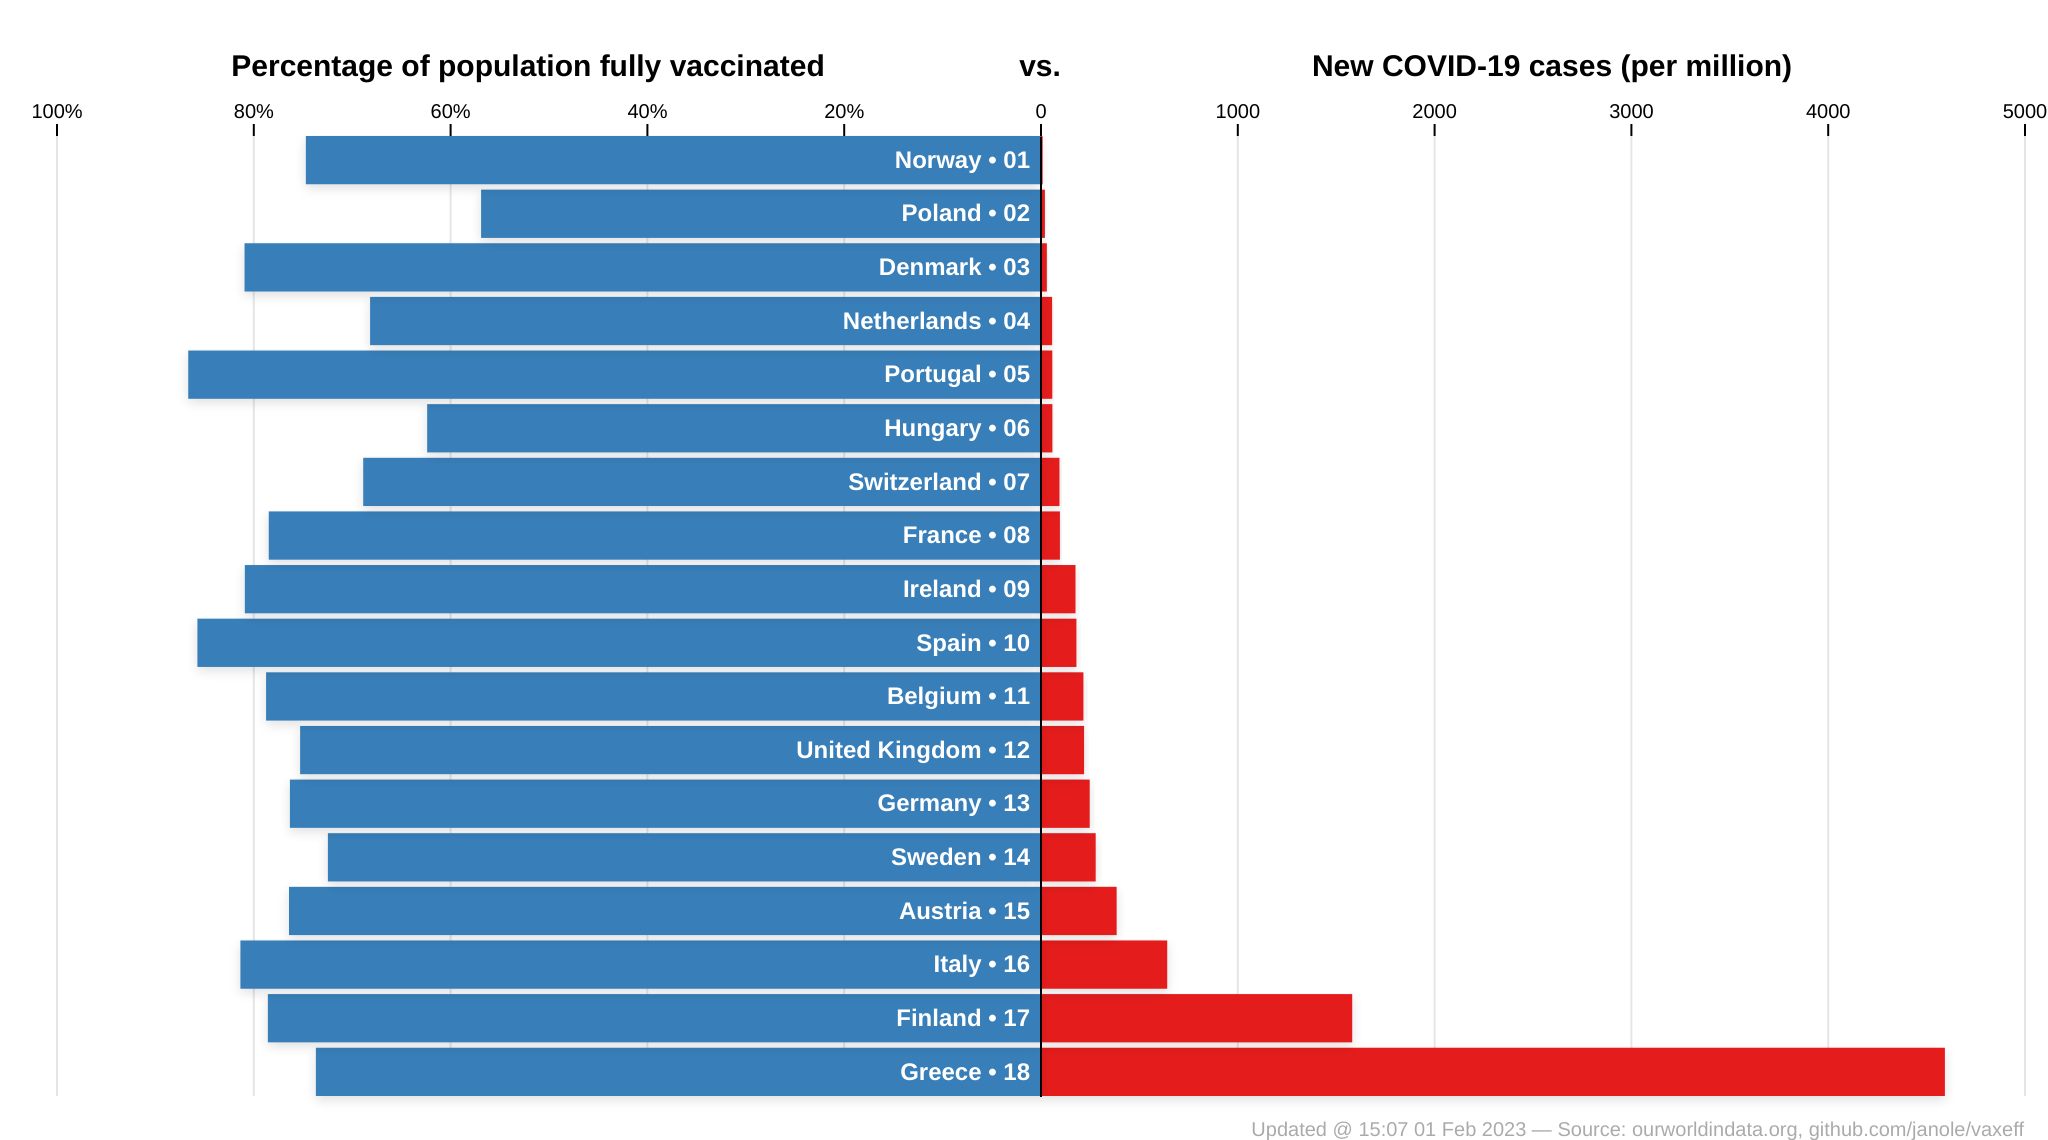 Percentage of population fully vaccinated vs. New COVID-19 cases (per million)
100% 80% 60% 40% 20% 0 1000 2000 3000 4000 5000
Norway • 01
Poland • 02
Denmark • 03
Netherlands • 04
Portugal • 05
Hungary • 06
Switzerland • 07
France • 08
Ireland • 09
Spain • 10
Belgium • 11
United Kingdom • 12
Germany • 13
Sweden • 14
Austria • 15
Italy • 16
Finland • 17
Greece • 18
Updated @ 15:07 01 Feb 2023 — Source: ourworldindata.org, github.com/janole/vaxeff